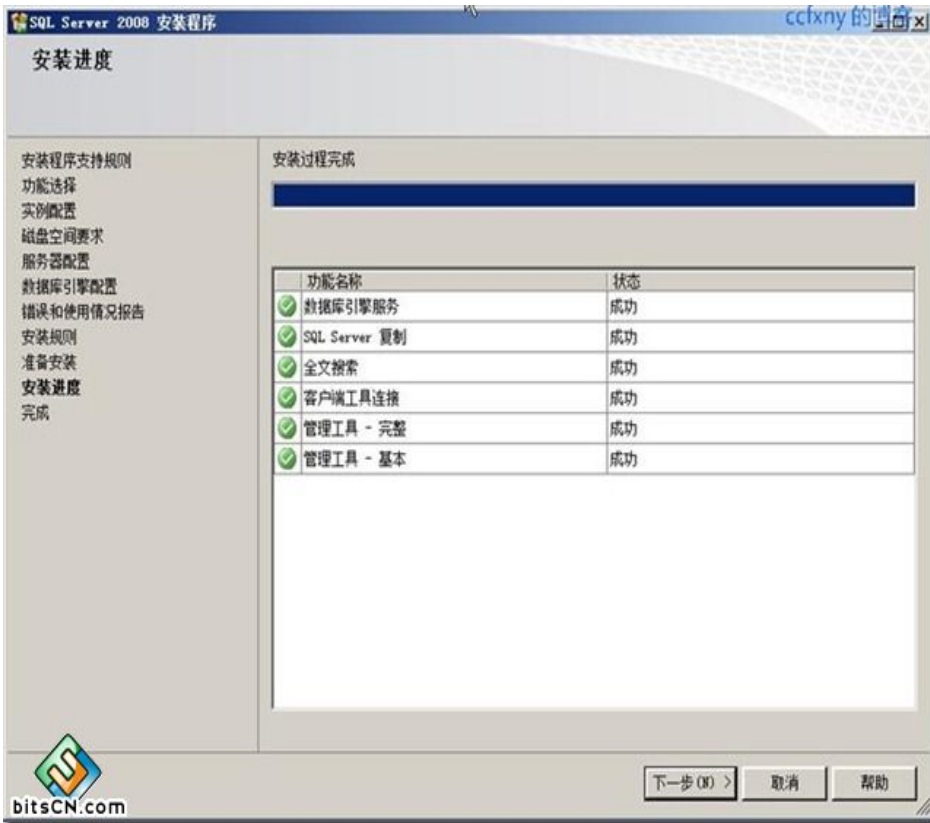 SQL Server 2008 安装程序
ccfxny 的博客
安装进度
安装程序支持规则
功能选择
实例配置
磁盘空间要求
服务器配置
数据库引擎配置
错误和使用情况报告
安装规则
准备安装
安装进度
完成
安装过程完成
功能名称 状态
数据库引擎服务 成功
SQL Server 复制 成功
全文搜索 成功
客户端工具连接 成功
管理工具 - 完整 成功
管理工具 - 基本 成功
下一步(N) > 取消 帮助
bitsCN.com